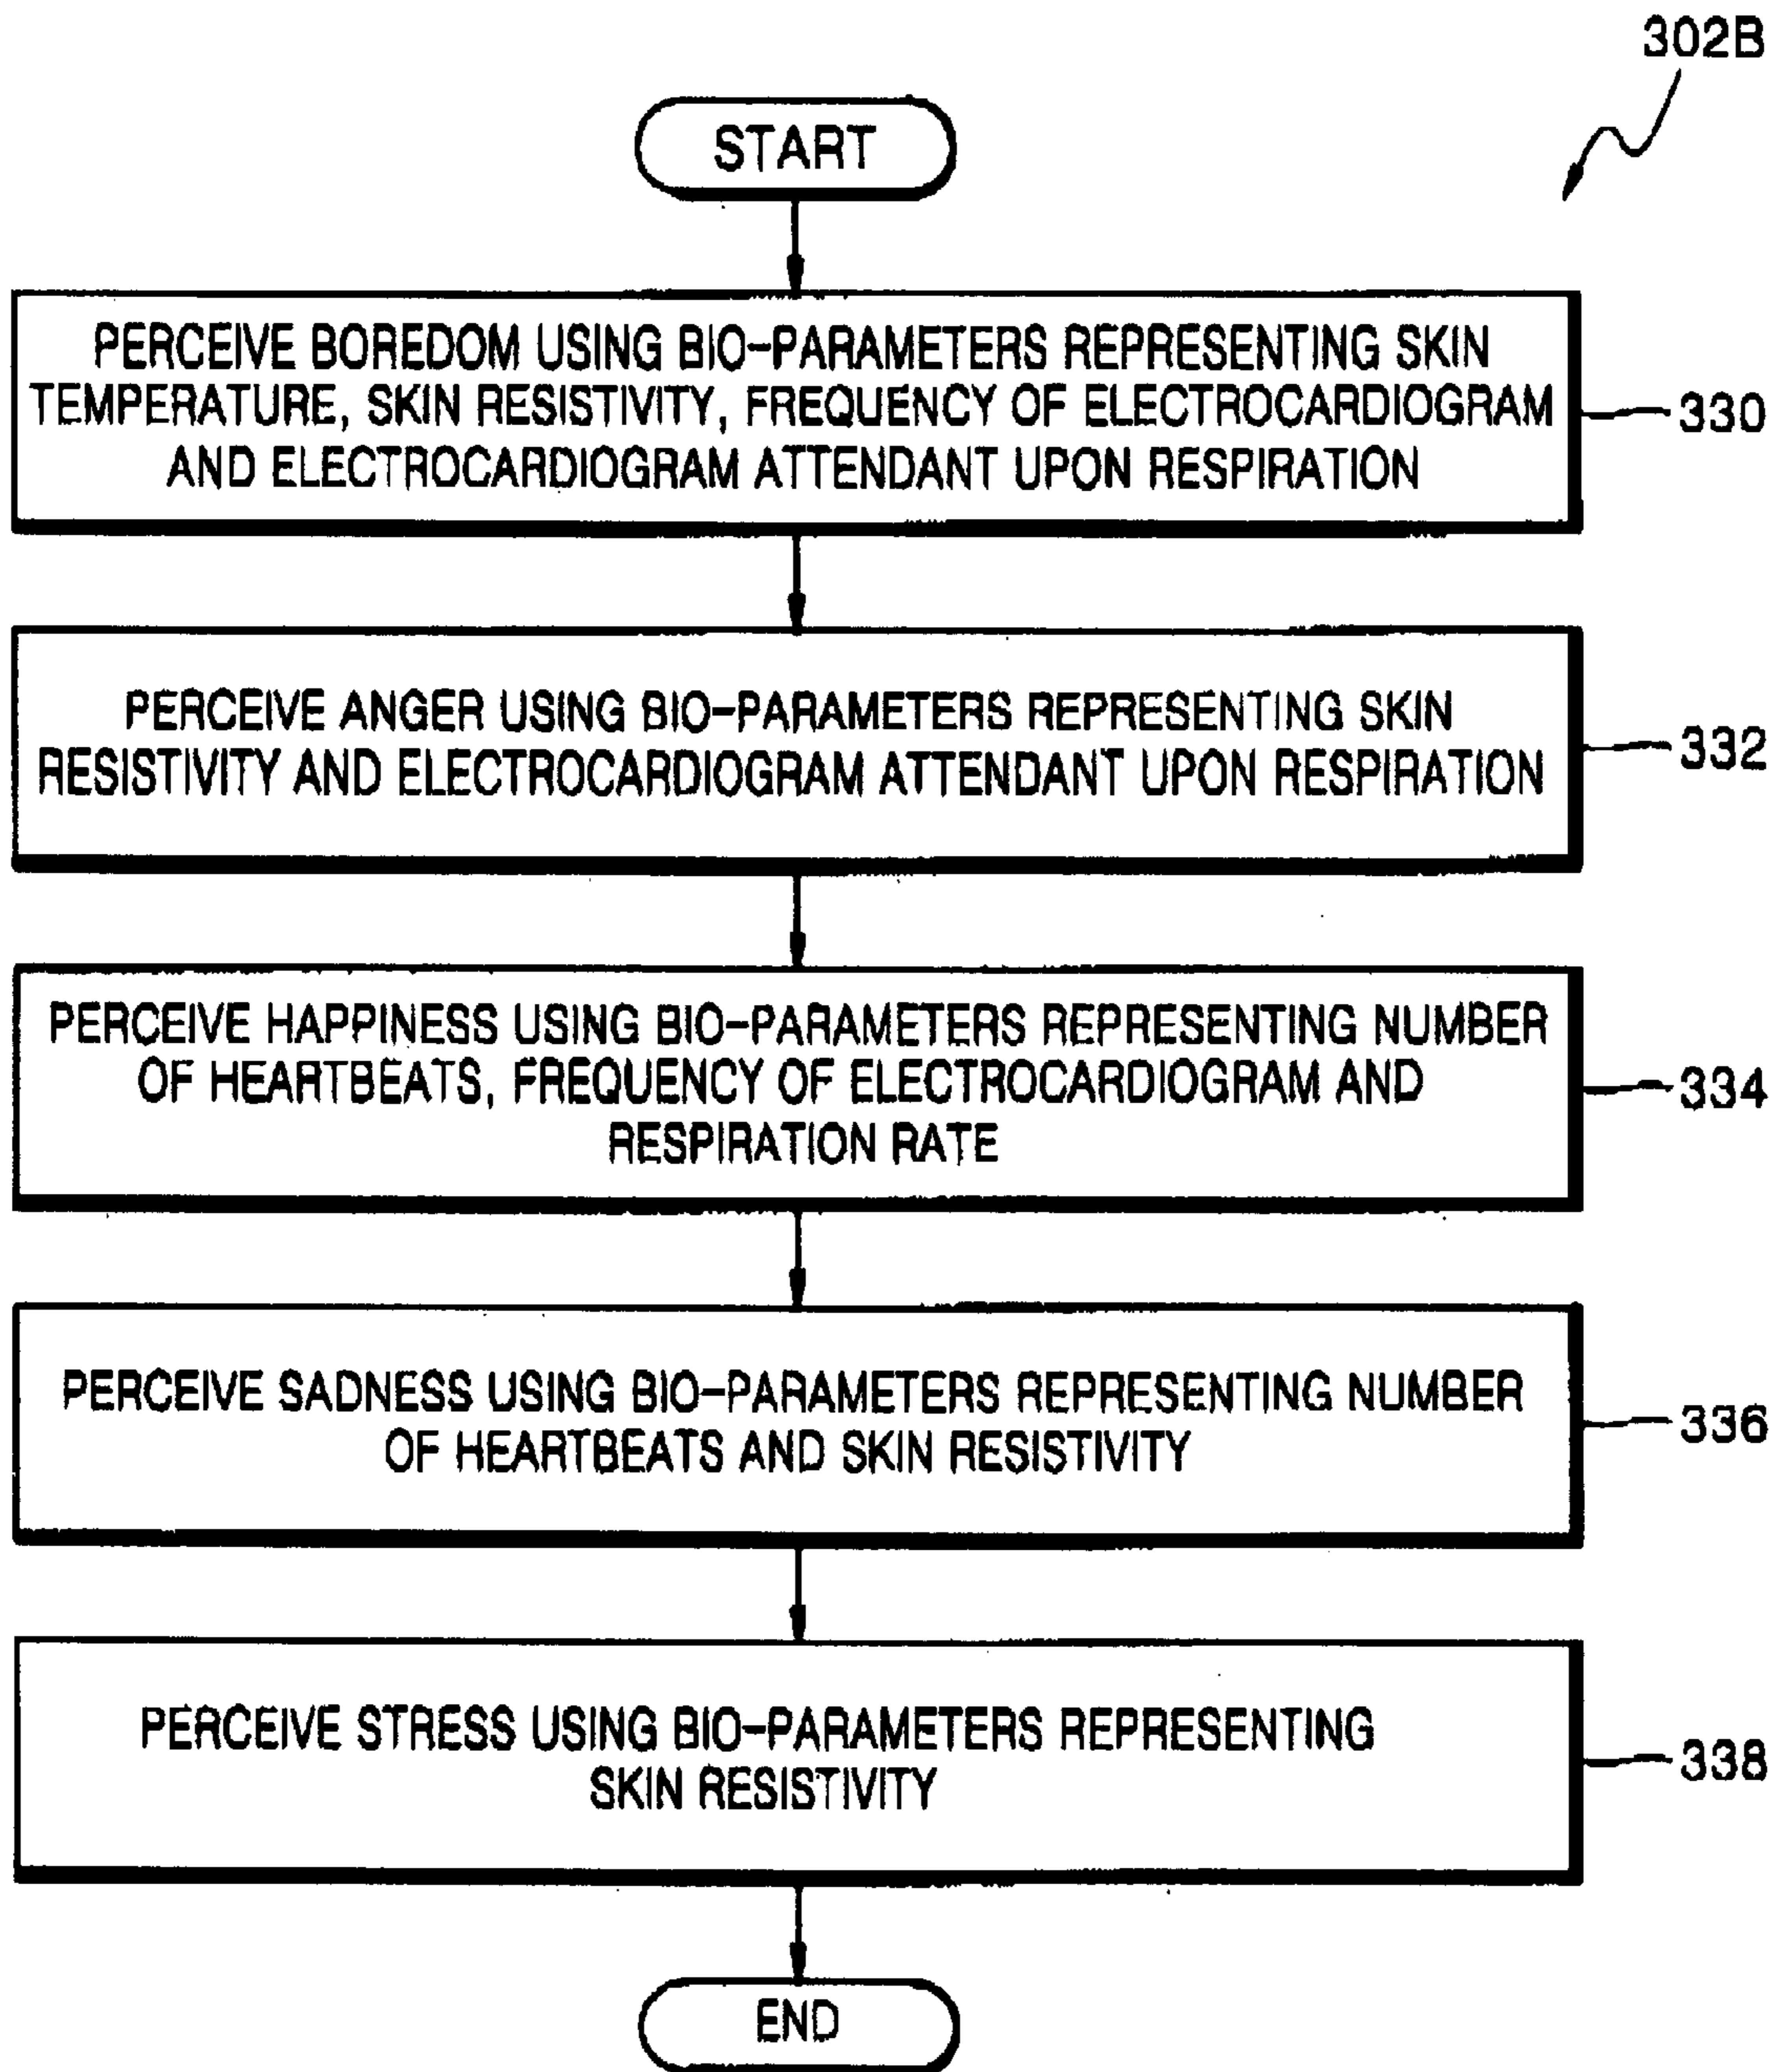 302B
START
PERCEIVE BOREDOM USING BIO-PARAMETERS REPRESENTING SKIN
TEMPERATURE, SKIN RESISTIVITY, FREQUENCY OF ELECTROCARDIOGRAM
AND ELECTROCARDIOGRAM ATTENDANT UPON RESPIRATION
330
PERCEIVE ANGER USING BIO-PARAMETERS REPRESENTING SKIN
RESISTIVITY AND ELECTROCARDIOGRAM ATTENDANT UPON RESPIRATION
332
PERCEIVE HAPPINESS USING BIO-PARAMETERS REPRESENTING NUMBER
OF HEARTBEATS, FREQUENCY OF ELECTROCARDIOGRAM AND
RESPIRATION RATE
334
PERCEIVE SADNESS USING BIO-PARAMETERS REPRESENTING NUMBER
OF HEARTBEATS AND SKIN RESISTIVITY
336
PERCEIVE STRESS USING BIO-PARAMETERS REPRESENTING
SKIN RESISTIVITY
338
END